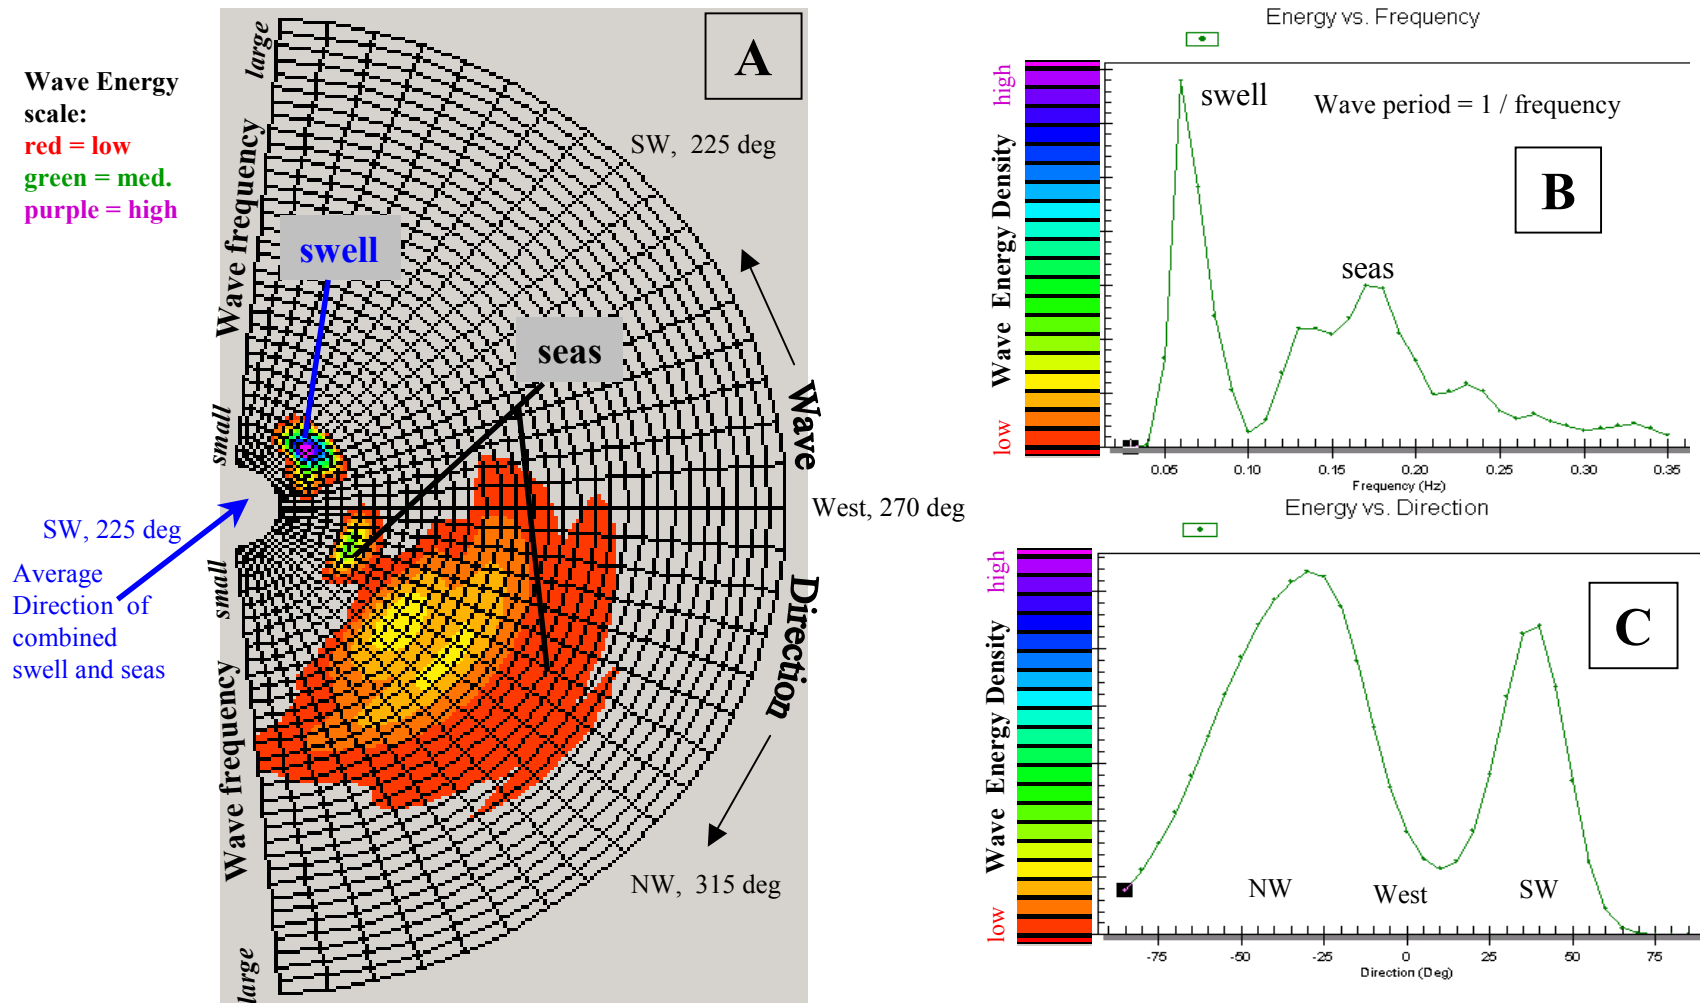 Wave Energy
scale:
red = low
green = med.
purple = high
large
Wave frequency
small
A
SW, 225 deg
swell
seas
Wave
West, 270 deg
SW, 225 deg
Average
Direction of
combined
swell and seas
small
Wave frequency
large
Direction
NW, 315 deg
Energy vs. Frequency
high
Wave Energy Density
low
swell
Wave period = 1 / frequency
B
seas
0.05 0.10 0.15 0.20 0.25 0.30 0.35
Frequency (Hz)
Energy vs. Direction
high
Wave Energy Density
low
C
NW West SW
-75 -50 -25 0 25 50 75
Direction (Deg)